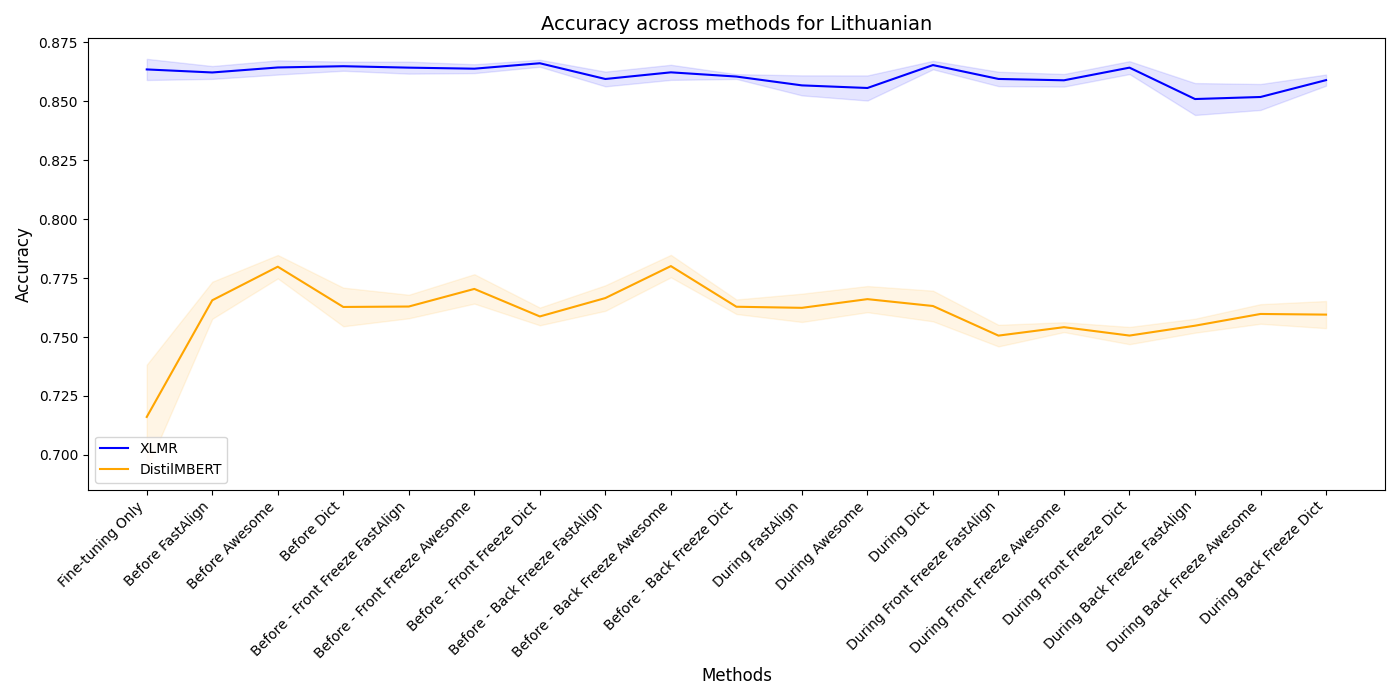 Accuracy across methods for Lithuanian
Accuracy
0.875
0.850
0.825
0.800
0.775
0.750
0.725
0.700
XLMR
DistilMBERT
Fine-tuning Only
Before FastAlign
Before Awesome
Before Dict
Before - Front Freeze FastAlign
Before - Front Freeze Awesome
Before - Front Freeze Dict
Before - Back Freeze FastAlign
Before - Back Freeze Awesome
Before - Back Freeze Dict
During FastAlign
During Awesome
During Dict
During Front Freeze FastAlign
During Front Freeze Awesome
During Front Freeze Dict
During Back Freeze FastAlign
During Back Freeze Awesome
During Back Freeze Dict
Methods